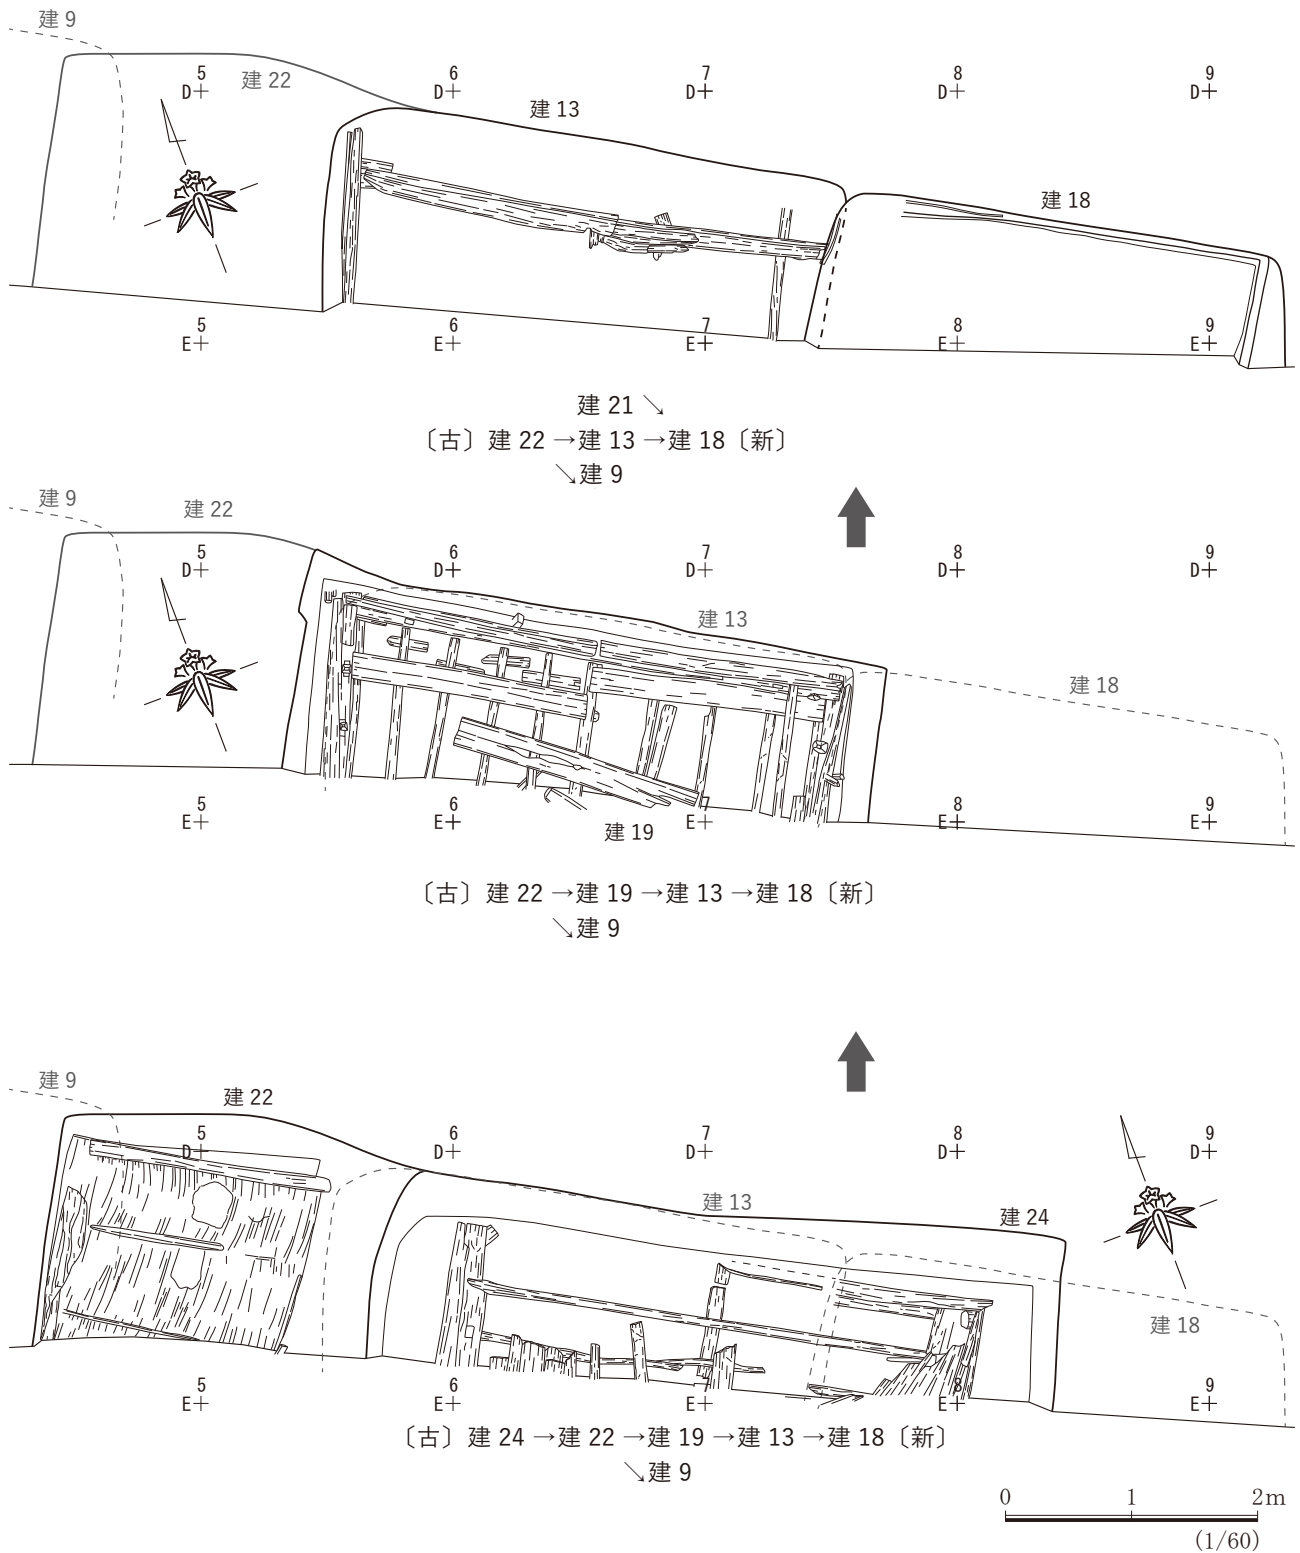 建 9
建 22
5
D
6
D
7
D
8
D
9
D
建 13
建 18
5
E
6
E
7
E
8
E
9
E
建 21 ↘
〔古〕建 22 →建 13 →建 18〔新〕
↘建 9
建 9
建 22
5
D
6
D
7
D
8
D
9
D
建 13
建 18
5
E
6
E
7
E
8
E
9
E
建 19
〔古〕建 22 →建 19 →建 13 →建 18〔新〕
↘建 9
建 9
建 22
5
D
6
D
7
D
8
D
9
D
建 13
建 24
建 18
5
E
6
E
7
E
8
E
9
E
〔古〕建 24 →建 22 →建 19 →建 13 →建 18〔新〕
↘建 9
0 1 2m
(1/60)